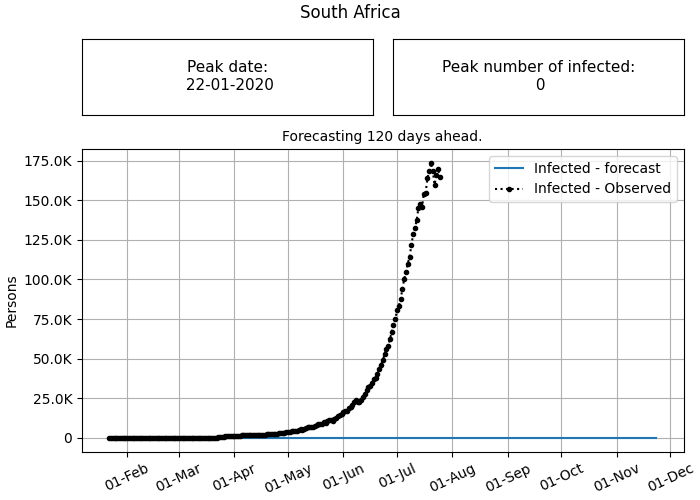 South Africa
Peak date:
22-01-2020
Peak number of infected:
0
Forecasting 120 days ahead.
175.0K
150.0K
125.0K
100.0K
75.0K
50.0K
25.0K
0
Persons
Infected - forecast
Infected - Observed
01-Feb
01-Mar
01-Apr
01-May
01-Jun
01-Jul
01-Aug
01-Sep
01-Oct
01-Nov
01-Dec